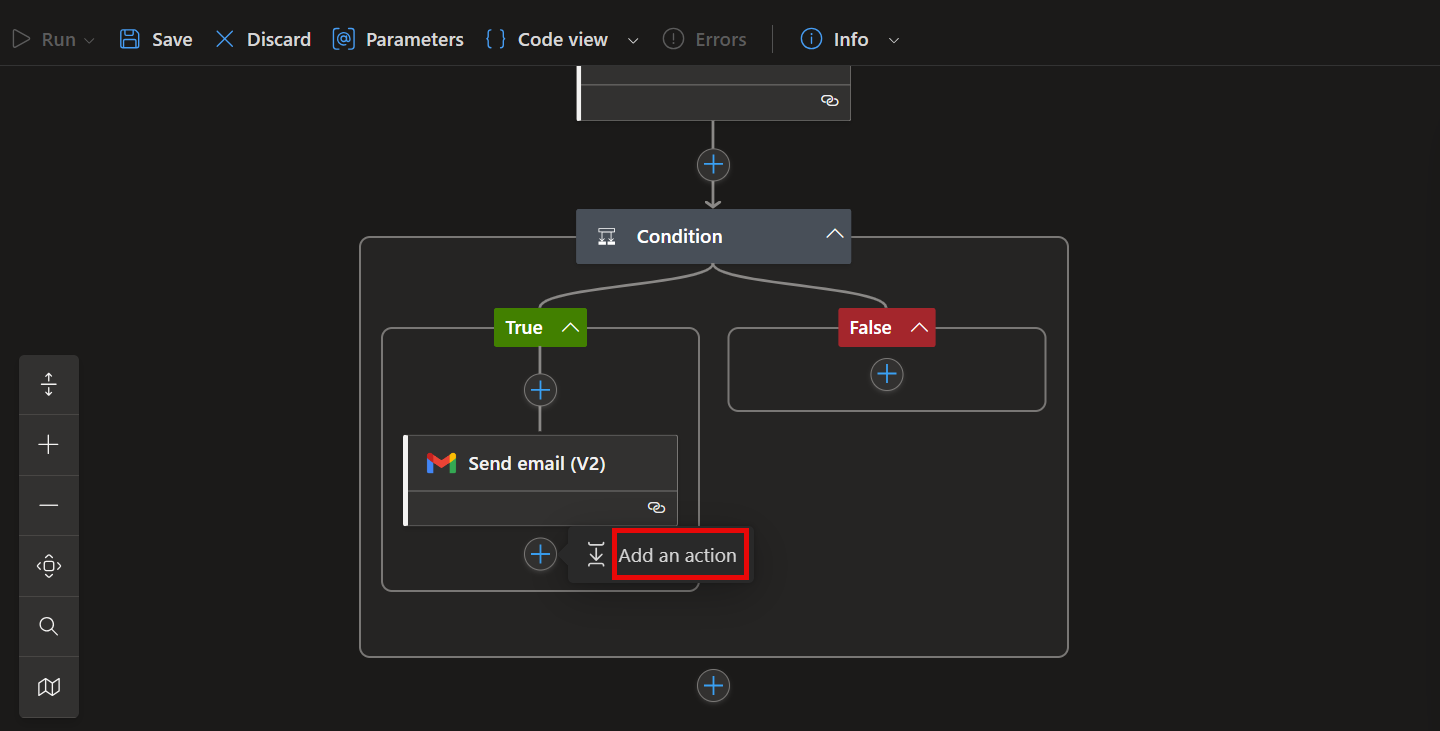 Run
Save
Discard
Parameters
Code view
Errors
Info
Condition
True
False
Send email (V2)
Add an action